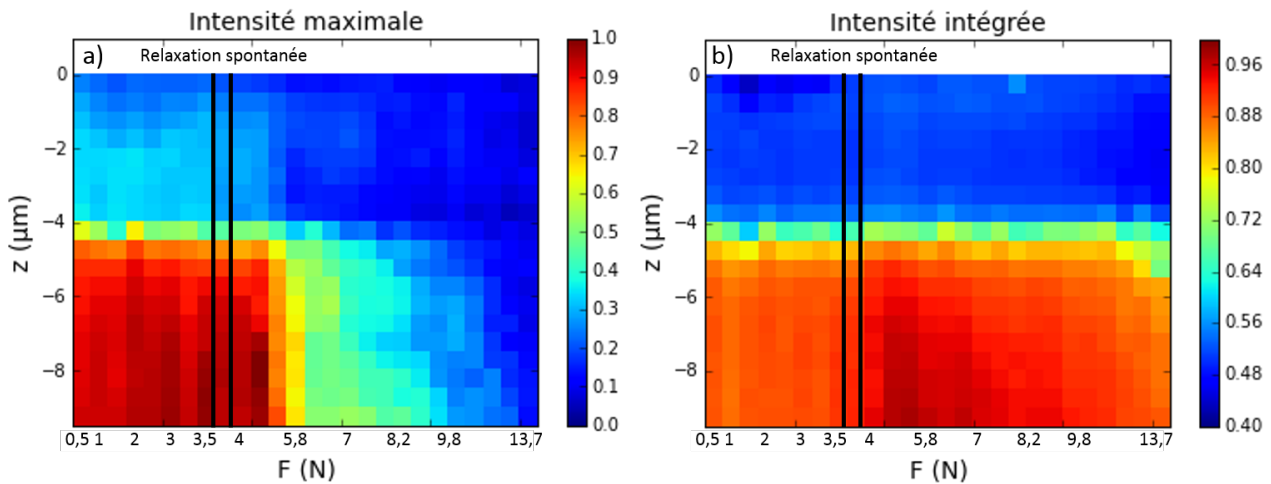 Intensité maximale
a) Relaxation spontanée
0
−2
−4
−6
−8
z (μm)
0,5 1 2 3 3,5 4 5,8 7 8,2 9,8 13,7
F (N)
1.0
0.9
0.8
0.7
0.6
0.5
0.4
0.3
0.2
0.1
0.0
Intensité intégrée
b) Relaxation spontanée
0
−2
−4
−6
−8
z (μm)
0,5 1 2 3 3,5 4 5,8 7 8,2 9,8 13,7
F (N)
0.96
0.88
0.80
0.72
0.64
0.56
0.48
0.40